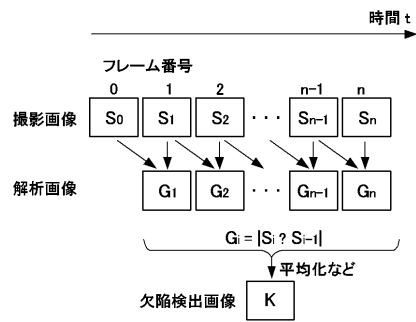 時間 t
フレーム番号
0 1 2 n-1 n
撮影画像 S0 S1 S2 ··· Sn-1 Sn
解析画像 G1 G2 ··· Gn-1 Gn
Gi = |Si ? Si-1|
平均化など
欠陥検出画像 K